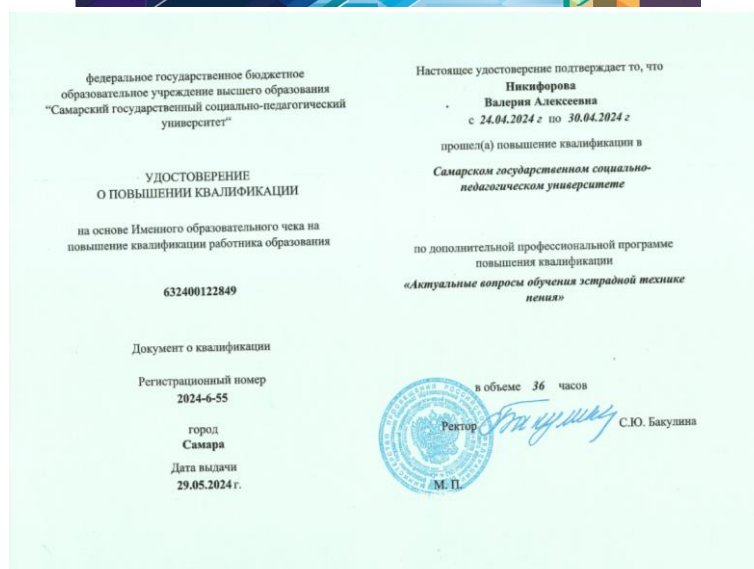 федеральное государственное бюджетное
образовательное учреждение высшего образования
“Самарский государственный социально-педагогический
университет“
УДОСТОВЕРЕНИЕ
О ПОВЫШЕНИИ КВАЛИФИКАЦИИ
на основе Именного образовательного чека на
повышение квалификации работника образования
632400122849
Документ о квалификации
Регистрационный номер
2024-6-55
город
Самара
Дата выдачи
29.05.2024 г.
Настоящее удостоверение подтверждает то, что
Никифорова
Валерия Алексеевна
с 24.04.2024 г по 30.04.2024 г
прошел(а) повышение квалификации в
Самарском государственном социально-
педагогическом университете
по дополнительной профессиональной программе
повышения квалификации
«Актуальные вопросы обучения эстрадной технике
пения»
в объеме 36 часов
Ректор С.Ю. Бакулина
М. П.